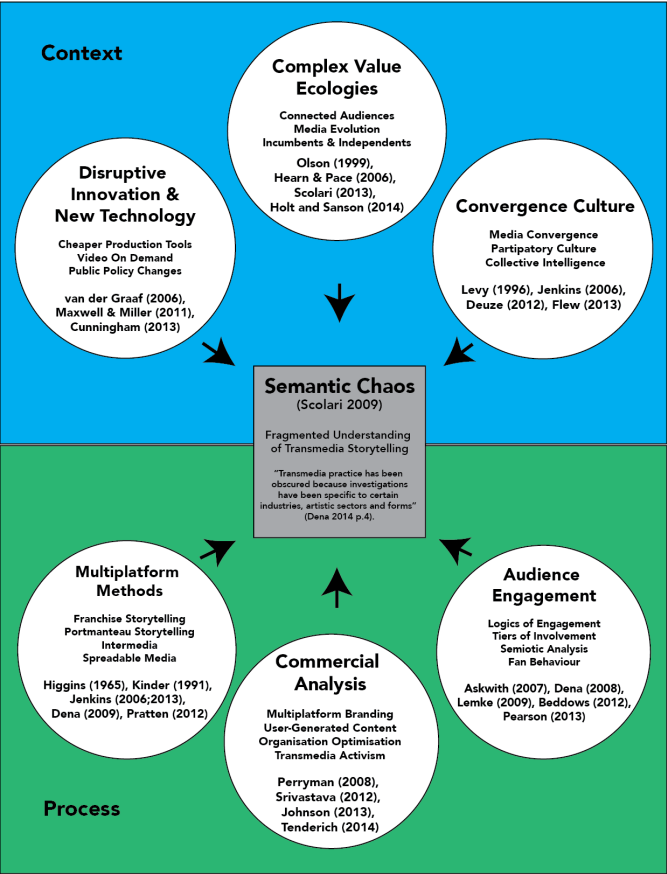 Context
Complex Value
Ecologies
Connected Audiences
Media Evolution
Incumbents & Independents
Olson (1999),
Hearn & Pace (2006),
Scolari (2013),
Holt and Sanson (2014)
Disruptive
Innovation &
New Technology
Cheaper Production Tools
Video On Demand
Public Policy Changes
van der Graaf (2006),
Maxwell & Miller (2011),
Cunningham (2013)
Convergence Culture
Media Convergence
Partipatory Culture
Collective Intelligence
Levy (1996), Jenkins (2006),
Deuze (2012), Flew (2013)
Semantic Chaos
(Scolari 2009)
Fragmented Understanding
of Transmedia Storytelling
“Transmedia practice has been
obscured because investigations
have been specific to certain
industries, artistic sectors and forms”
(Dena 2014 p.4).
Multiplatform
Methods
Franchise Storytelling
Portmanteau Storytelling
Intermedia
Spreadable Media
Higgins (1965), Kinder (1991),
Jenkins (2006;2013),
Dena (2009), Pratten (2012)
Commercial
Analysis
Multiplatform Branding
User-Generated Content
Organisation Optimisation
Transmedia Activism
Perryman (2008),
Srivastava (2012),
Johnson (2013),
Tenderich (2014)
Audience
Engagement
Logics of Engagement
Tiers of Involvement
Semiotic Analysis
Fan Behaviour
Askwith (2007), Dena (2008),
Lemke (2009), Beddows (2012),
Pearson (2013)
Process